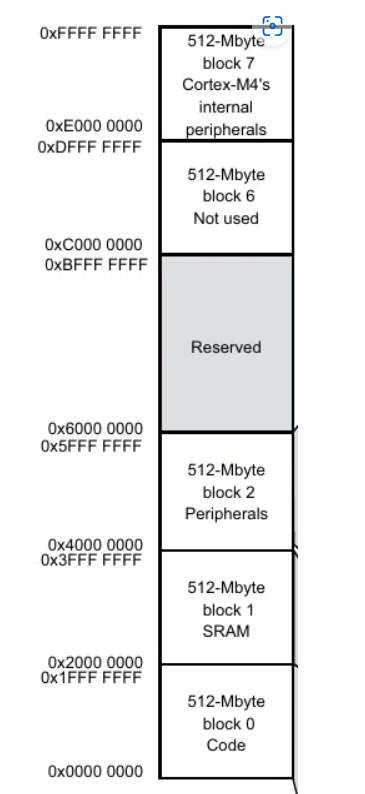 0xFFFF FFFF
512-Mbyte
block 7
Cortex-M4's
internal
peripherals
0xE000 0000
0xDFFF FFFF
512-Mbyte
block 6
Not used
0xC000 0000
0xBFFF FFFF
Reserved
0x6000 0000
0x5FFF FFFF
512-Mbyte
block 2
Peripherals
0x4000 0000
0x3FFF FFFF
512-Mbyte
block 1
SRAM
0x2000 0000
0x1FFF FFFF
512-Mbyte
block 0
Code
0x0000 0000